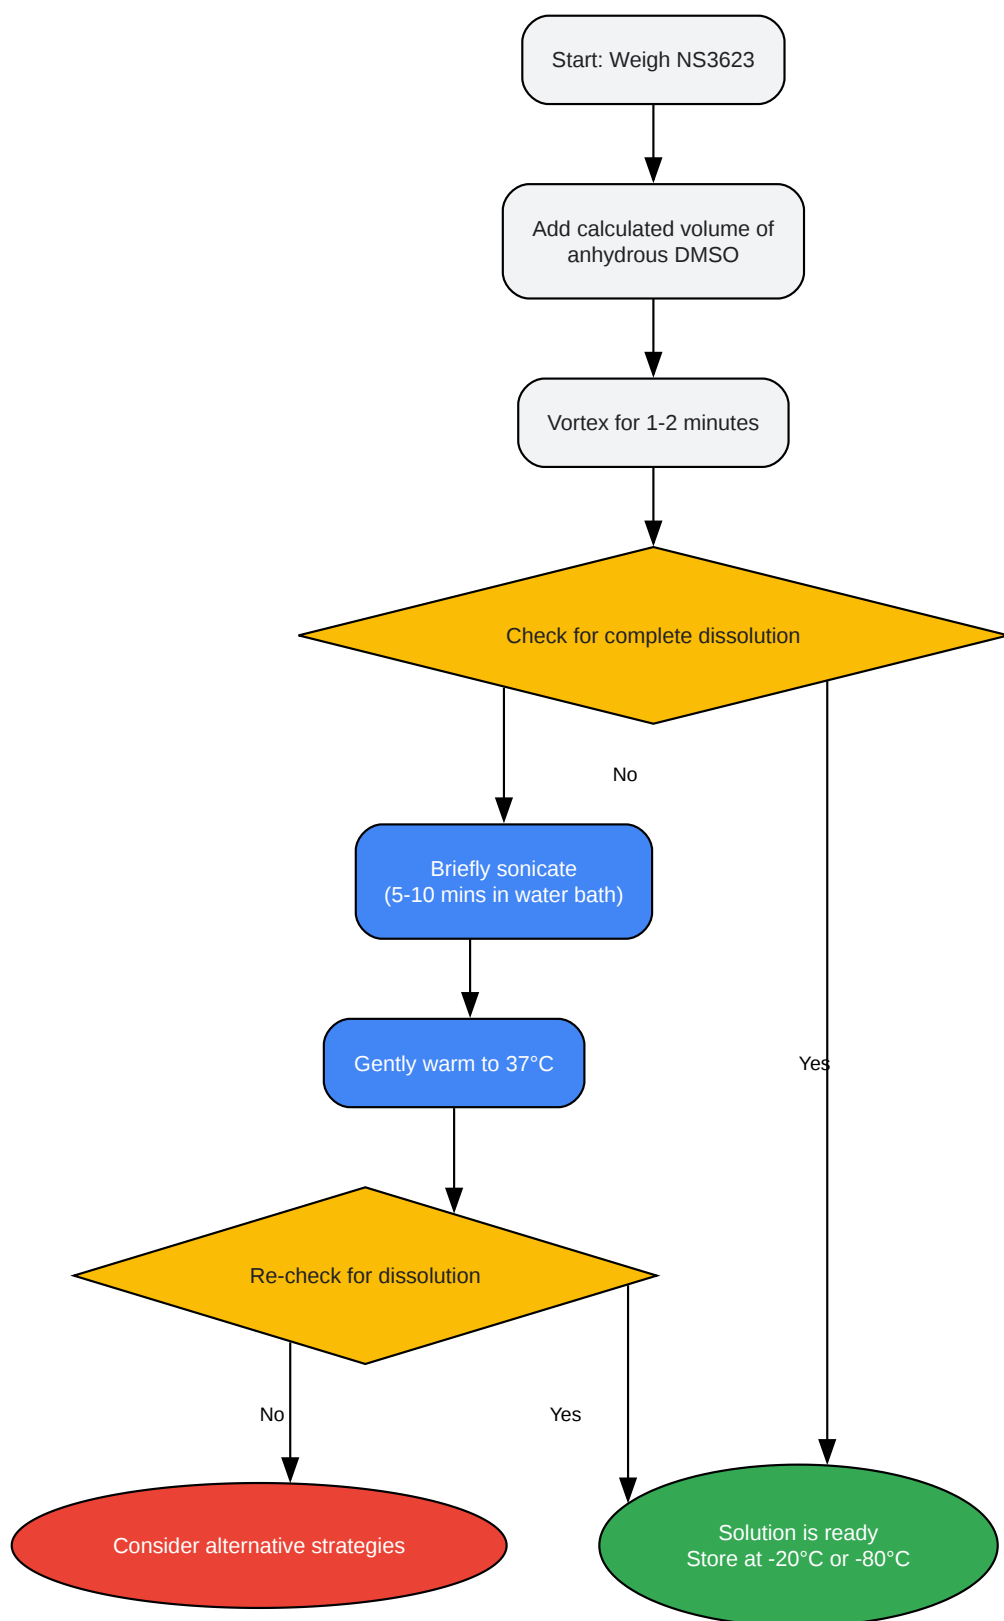 Start: Weigh NS3623
Add calculated volume of
anhydrous DMSO
Vortex for 1-2 minutes
Check for complete dissolution
No
Briefly sonicate
(5-10 mins in water bath)
Gently warm to 37°C
Yes
Re-check for dissolution
No
Yes
Consider alternative strategies
Solution is ready
Store at -20°C or -80°C